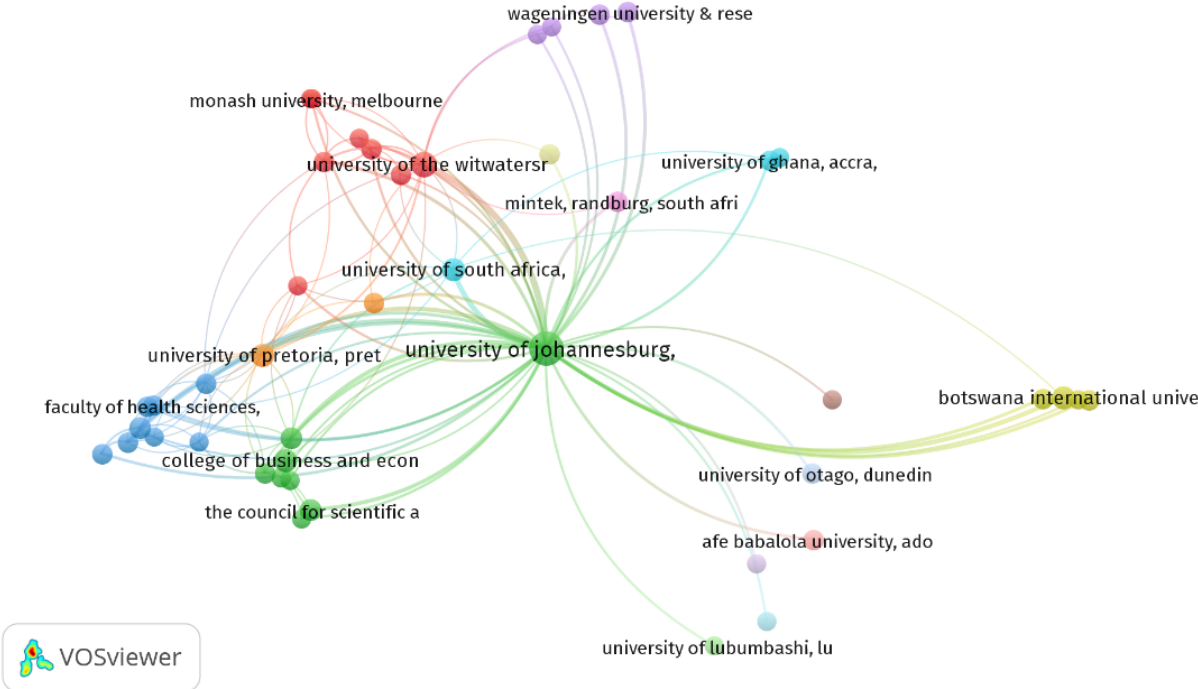 wageningen university & rese
monash university, melbourne
university of the witwatersr
university of ghana, accra,
mintek, randburg, south afri
university of south africa,
university of johannesburg,
university of pretoria, pret
botswana international unive
faculty of health sciences,
college of business and econ
university of otago, dunedin
the council for scientific a
afe babalola university, ado
university of lubumbashi, lu
VOSviewer